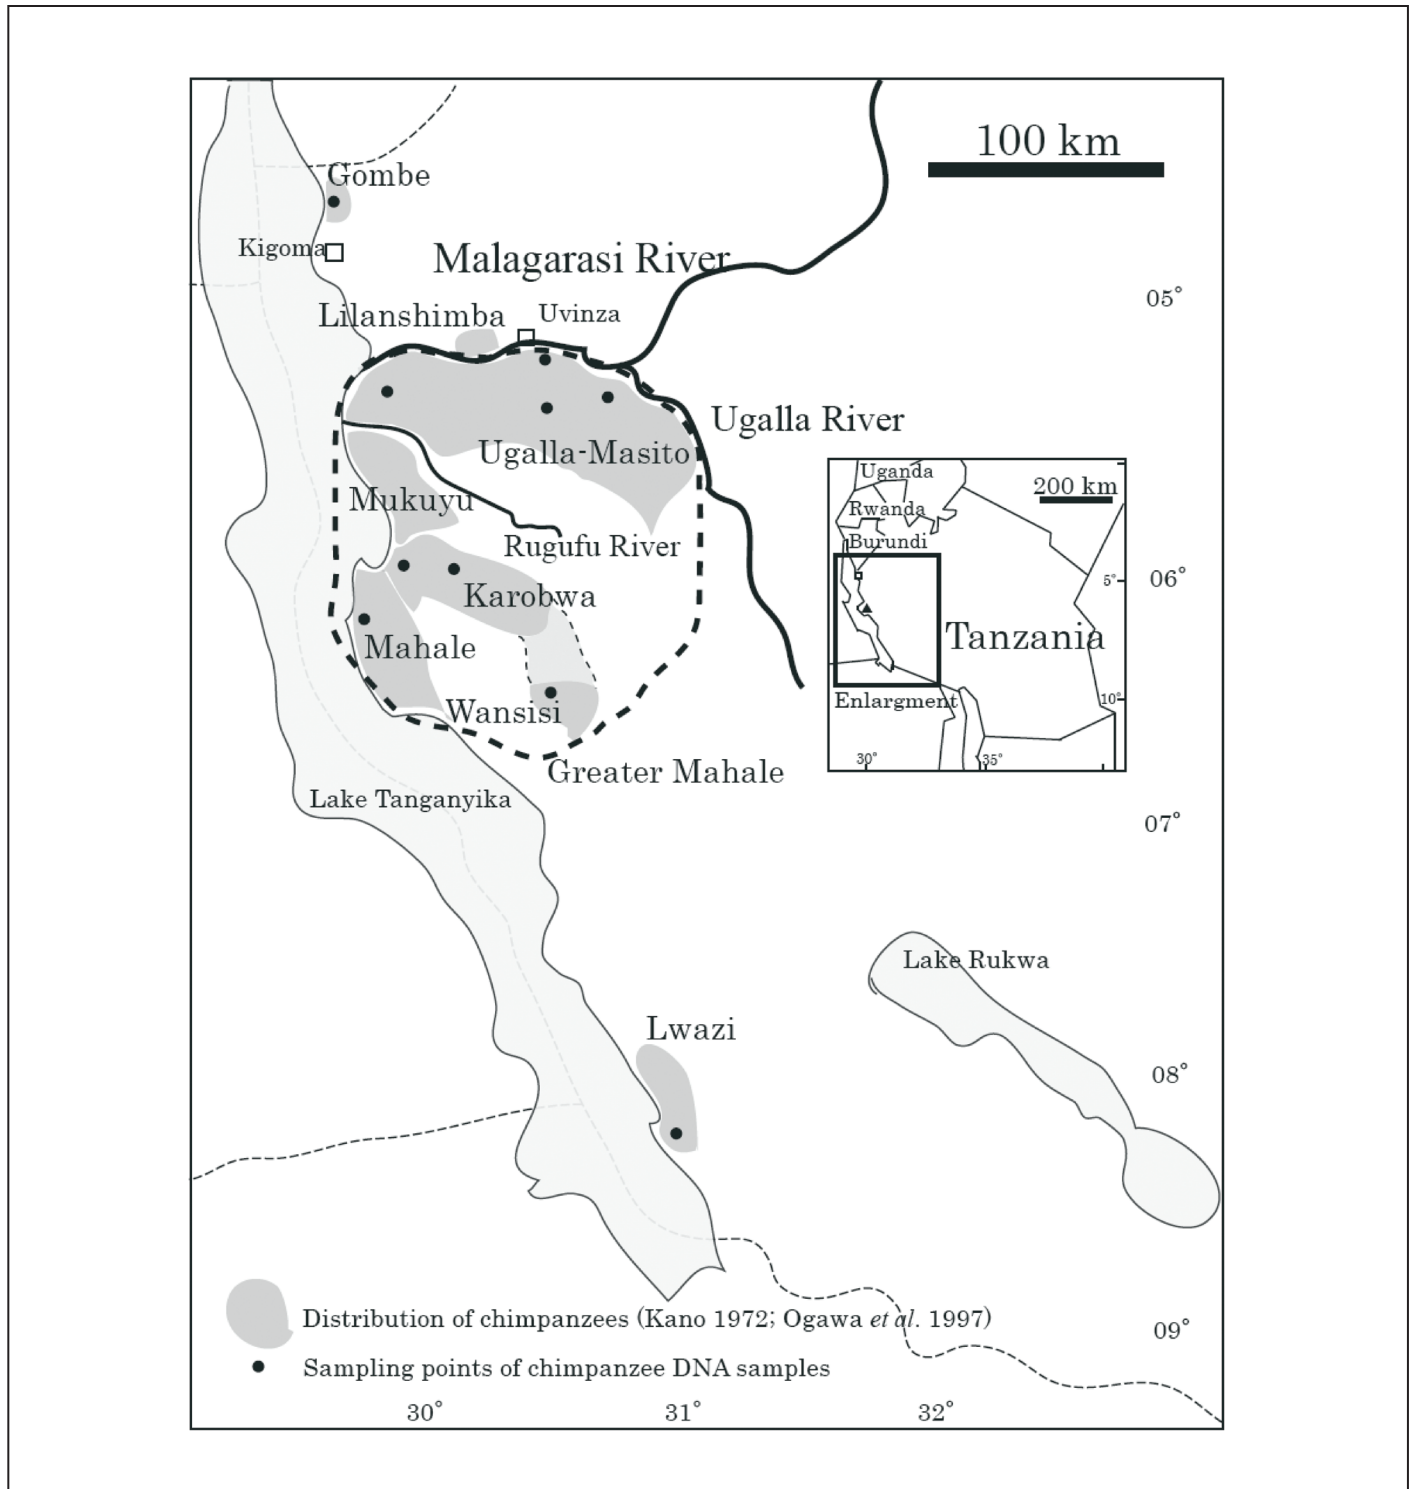 100 km
Gombe
Kigoma
Malagarasi River
05°
Lilanshimba
Uvinza
Ugalla River
Ugalla-Masito
Uganda
200 km
Mukuyu
Rwanda
Rugufu River
Burundi
06°
5°
Karobwa
Tanzania
Mahale
Enlargment
10°
Wansisi
30°
35°
Greater Mahale
Lake Tanganyika
07°
Lake Rukwa
Lwazi
08°
Distribution of chimpanzees (Kano 1972; Ogawa et al. 1997)
09°
Sampling points of chimpanzee DNA samples
30°
31°
32°